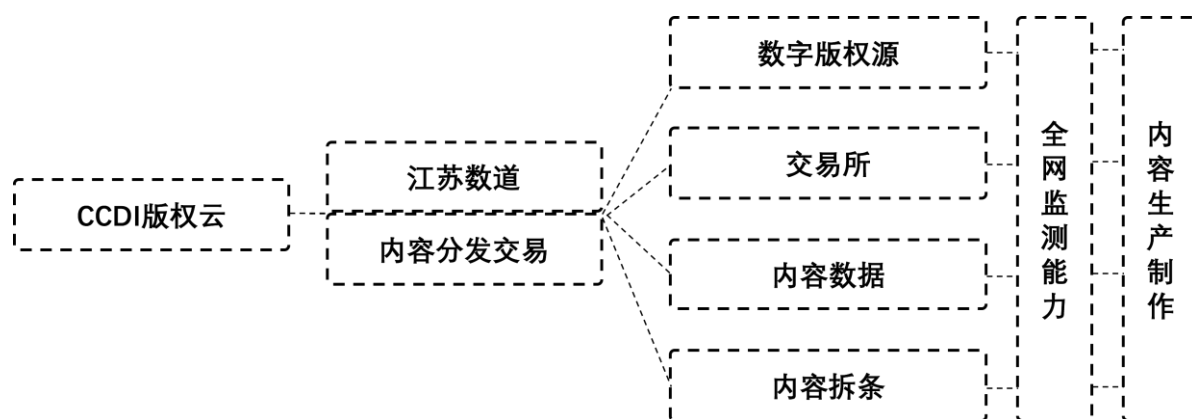 CCDI版权云
江苏数道
内容分发交易
数字版权源
交易所
内容数据
内容拆条
全网监测能力
内容生产制作